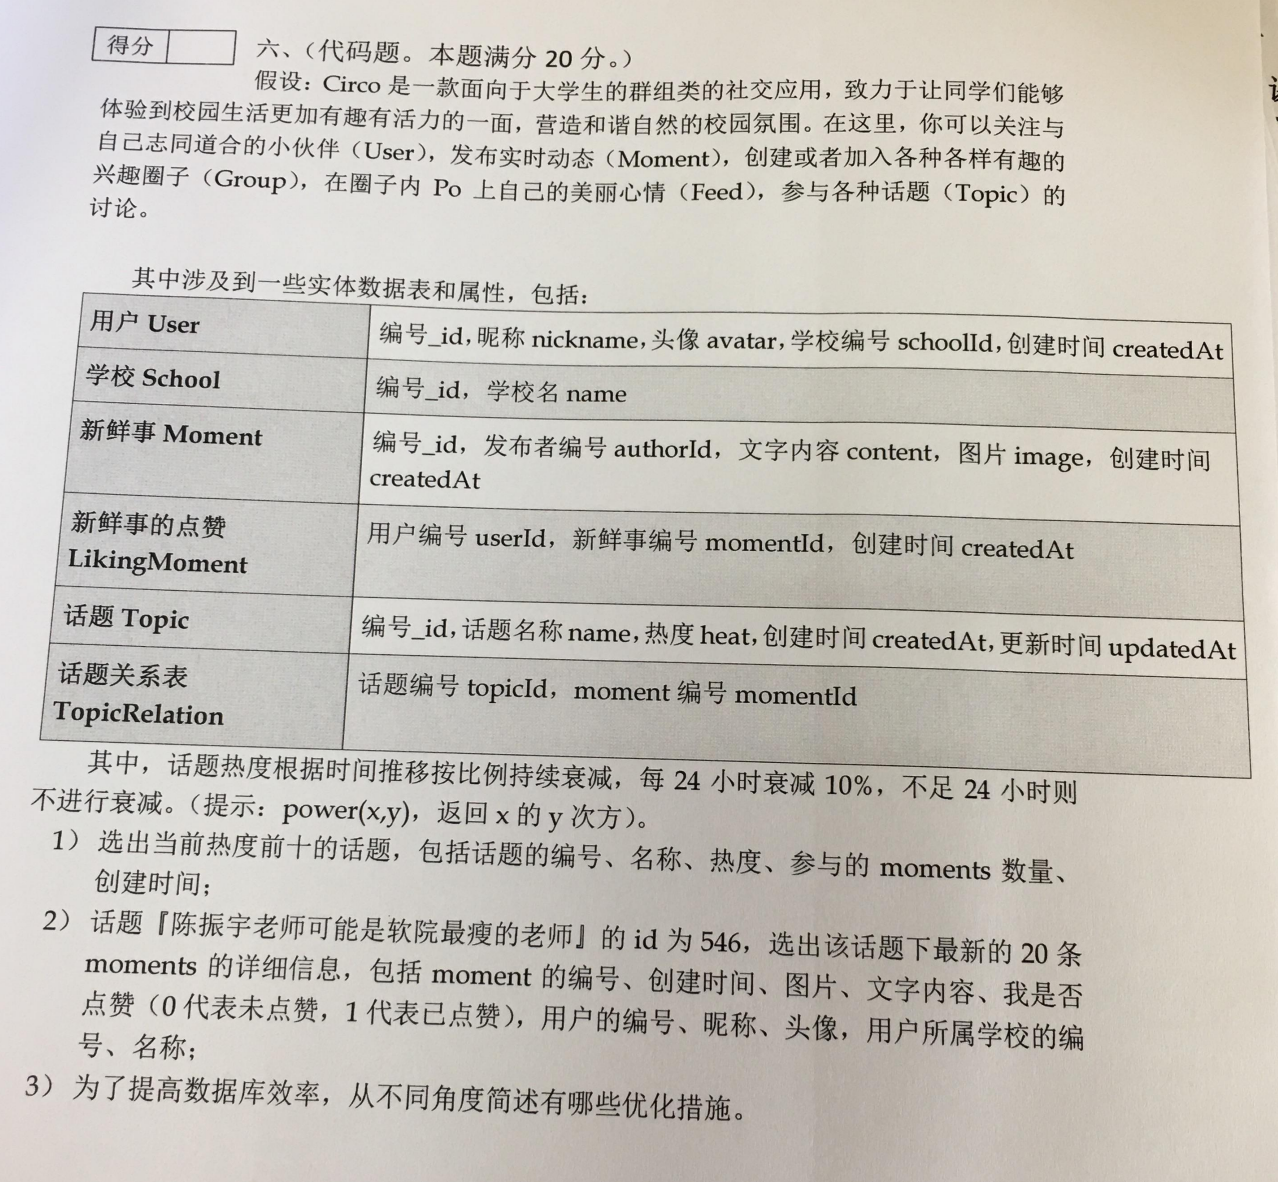 得分
六、（代码题。本题满分 20 分。）
假设：Circo 是一款面向于大学生的群组类的社交应用，致力于让同学们能够
体验到校园生活更加有趣有活力的一面，营造和谐自然的校园氛围。在这里，你可以关注与
自己志同道合的小伙伴（User），发布实时动态（Moment），创建或者加入各种各样有趣的
兴趣圈子（Group），在圈子内 Po 上自己的美丽心情（Feed），参与各种话题（Topic）的
讨论。
其中涉及到一些实体数据表和属性，包括：
用户 User
编号_id, 昵称 nickname, 头像 avatar, 学校编号 schoolId, 创建时间 createdAt
学校 School
编号_id，学校名 name
新鲜事 Moment
编号_id，发布者编号 authorId，文字内容 content，图片 image，创建时间
createdAt
新鲜事的点赞
LikingMoment
用户编号 userId，新鲜事编号 momentId，创建时间 createdAt
话题 Topic
编号_id, 话题名称 name, 热度 heat, 创建时间 createdAt, 更新时间 updatedAt
话题关系表
TopicRelation
话题编号 topicId，moment 编号 momentId
其中，话题热度根据时间推移按比例持续衰减，每 24 小时衰减 10%，不足 24 小时则
不进行衰减。（提示：power(x,y)，返回 x 的 y 次方）。
1） 选出当前热度前十的话题，包括话题的编号、名称、热度、参与的 moments 数量、
创建时间；
2） 话题『陈振宇老师可能是软院最瘦的老师』的 id 为 546，选出该话题下最新的 20 条
moments 的详细信息，包括 moment 的编号、创建时间、图片、文字内容、我是否
点赞（0 代表未点赞，1 代表已点赞），用户的编号、昵称、头像，用户所属学校的编
号、名称；
3） 为了提高数据库效率，从不同角度简述有哪些优化措施。